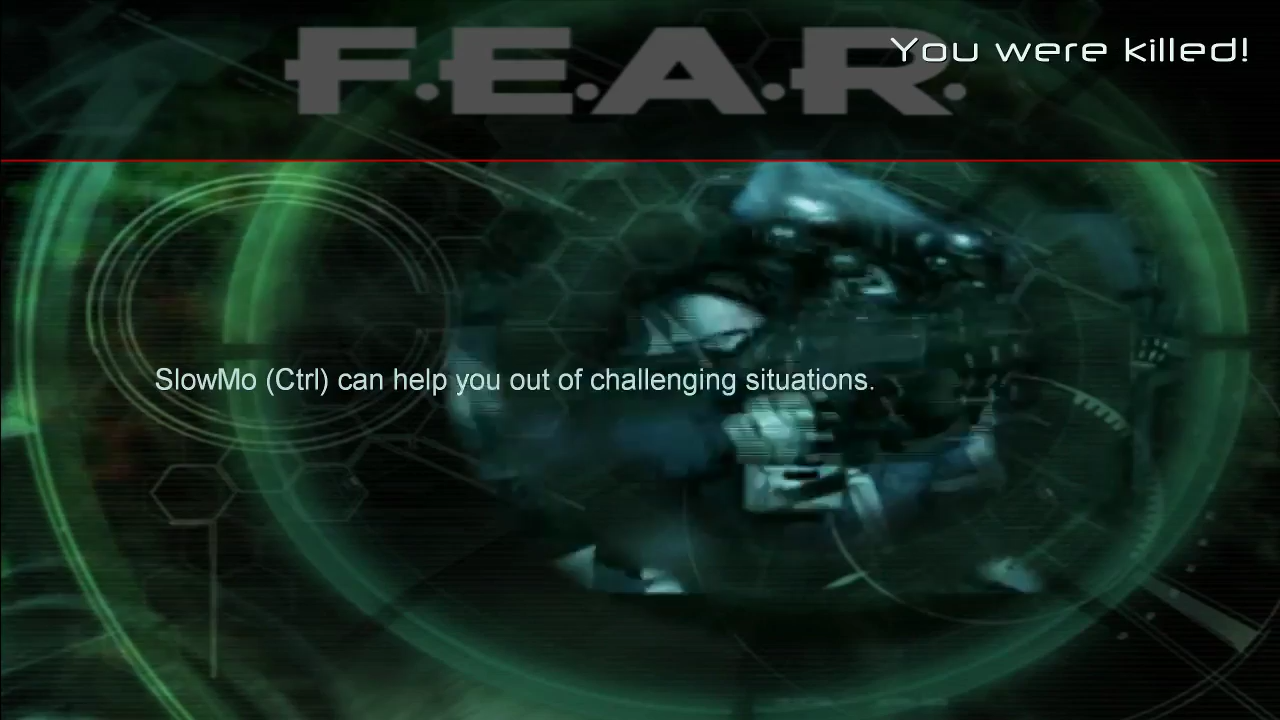 F.E.A.R.
You were killed!
SlowMo (Ctrl) can help you out of challenging situations.